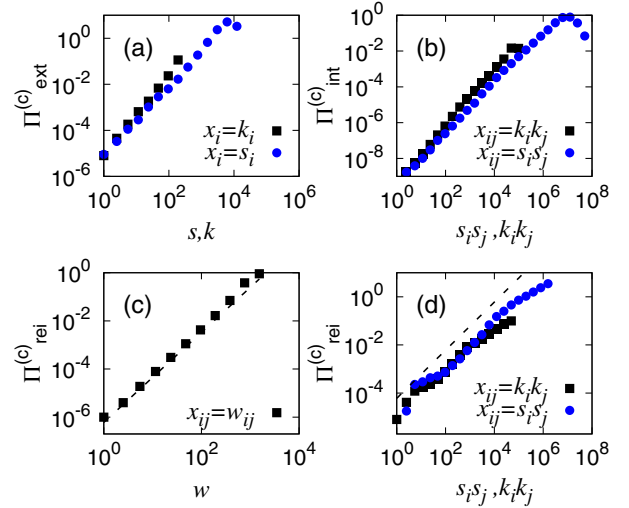 10^0
10^-2
10^-4
10^-6
Π^(c)_ext
(a)
x_i=k_i
x_i=s_i
10^0 10^2 10^4 10^6
s,k
10^0
10^-2
10^-4
10^-6
10^-8
Π^(c)_int
(b)
x_ij=k_ik_j
x_ij=s_is_j
10^0 10^2 10^4 10^6 10^8
s_is_j,k_ik_j
10^0
10^-2
10^-4
10^-6
Π^(c)_rei
(c)
x_ij=w_ij
10^0 10^2 10^4
w
10^0
10^-2
10^-4
Π^(c)_rei
(d)
x_ij=k_ik_j
x_ij=s_is_j
10^0 10^2 10^4 10^6 10^8
s_is_j,k_ik_j